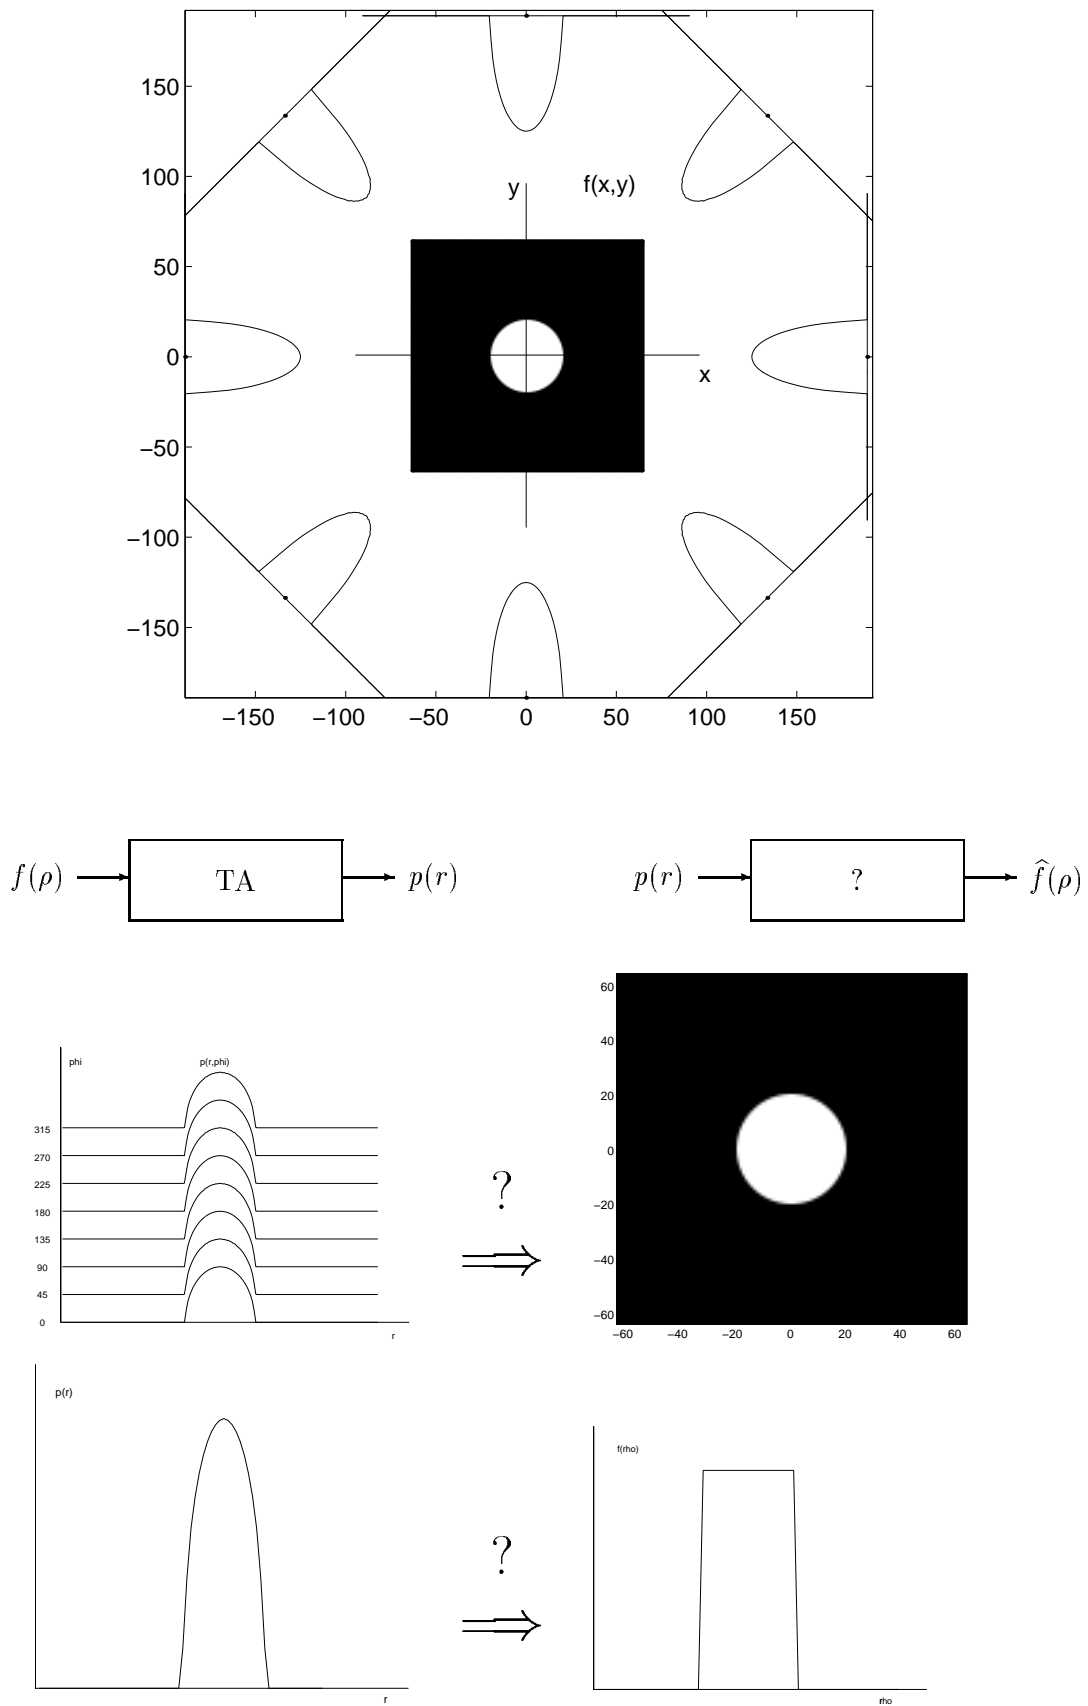 150
100
50
0
−50
−100
−150
y
f(x,y)
x
−150 −100 −50 0 50 100 150
f(ρ) TA p(r)
p(r) ? f̂(ρ)
phi p(r,phi)
315
270
225
180
135
90
45
0
r
?
⟹
60
40
20
0
−20
−40
−60
−60 −40 −20 0 20 40 60
p(r)
r
?
⟹
f(rho)
rho